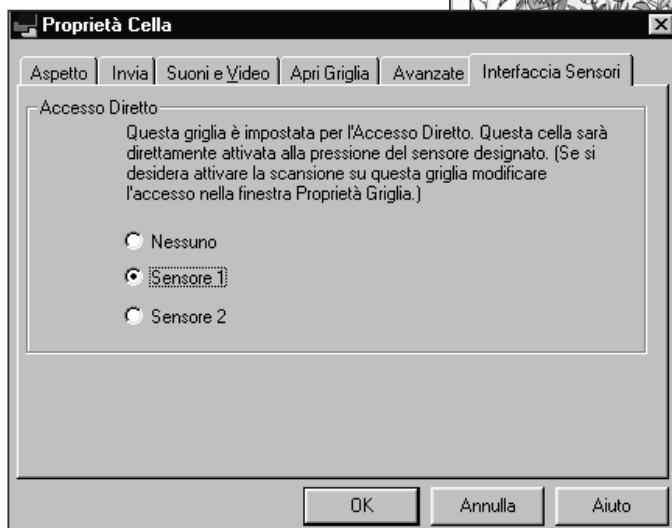 Proprietà Cella
Aspetto Invia Suoni e Video Apri Griglia Avanzate Interfaccia Sensori
Accesso Diretto
Questa griglia è impostata per l'Accesso Diretto. Questa cella sarà
direttamente attivata alla pressione del sensore designato. (Se si
desidera attivare la scansione su questa griglia modificare
l'accesso nella finestra Proprietà Griglia.)
Nessuno
Sensore 1
Sensore 2
OK Annulla Aiuto